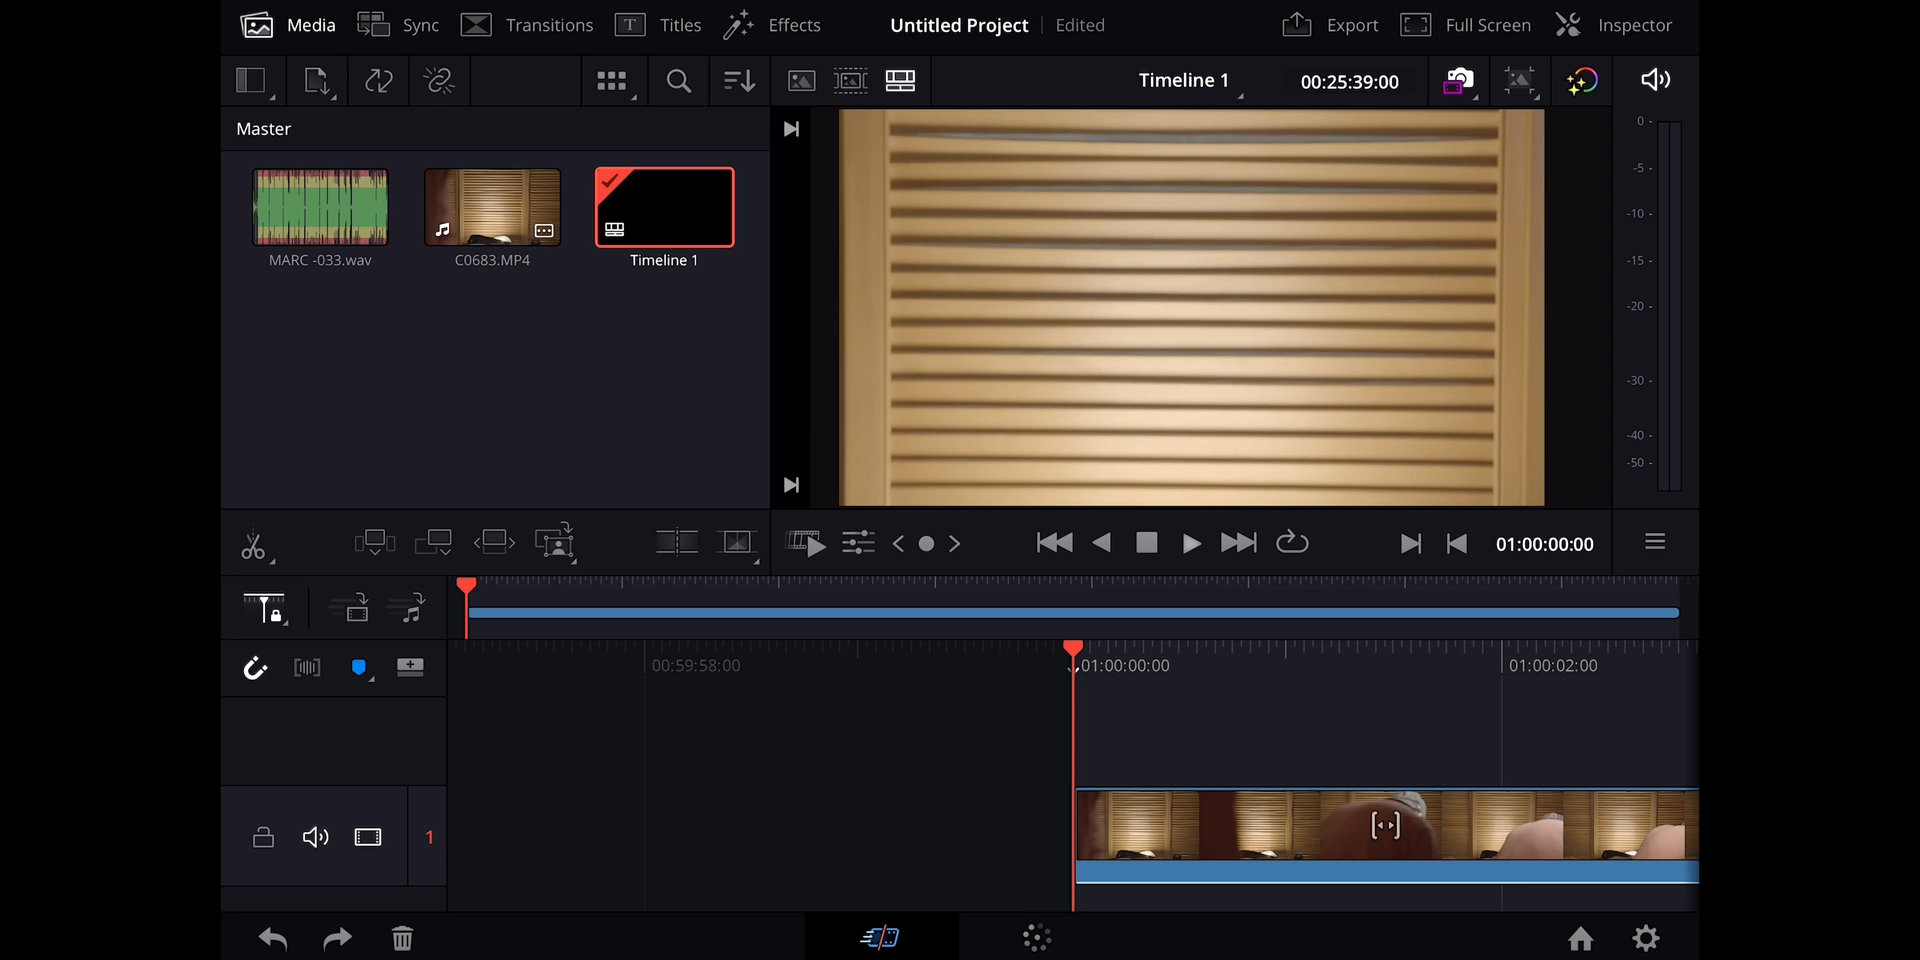 Media Sync Transitions Titles Effects Untitled Project Edited Export Full Screen Inspector
Timeline 1 00:25:39:00
Master
MARC -033.wav C0683.MP4 Timeline 1
0 -
-5 -
-10 -
-15 -
-20 -
-30 -
-40 -
-50 -
01:00:00:00
00:59:58:00 01:00:00:00 01:00:02:00
1